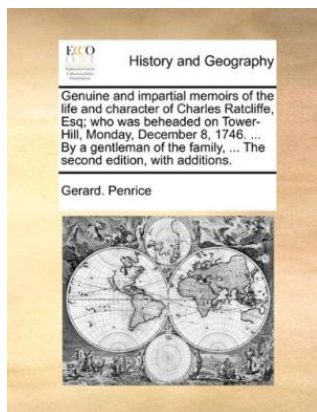 ECCO
History and Geography
Genuine and impartial memoirs of the
life and character of Charles Ratcliffe,
Esq; who was beheaded on Tower-
Hill, Monday, December 8, 1746. ...
By a gentleman of the family, ... The
second edition, with additions.
Gerard. Penrice